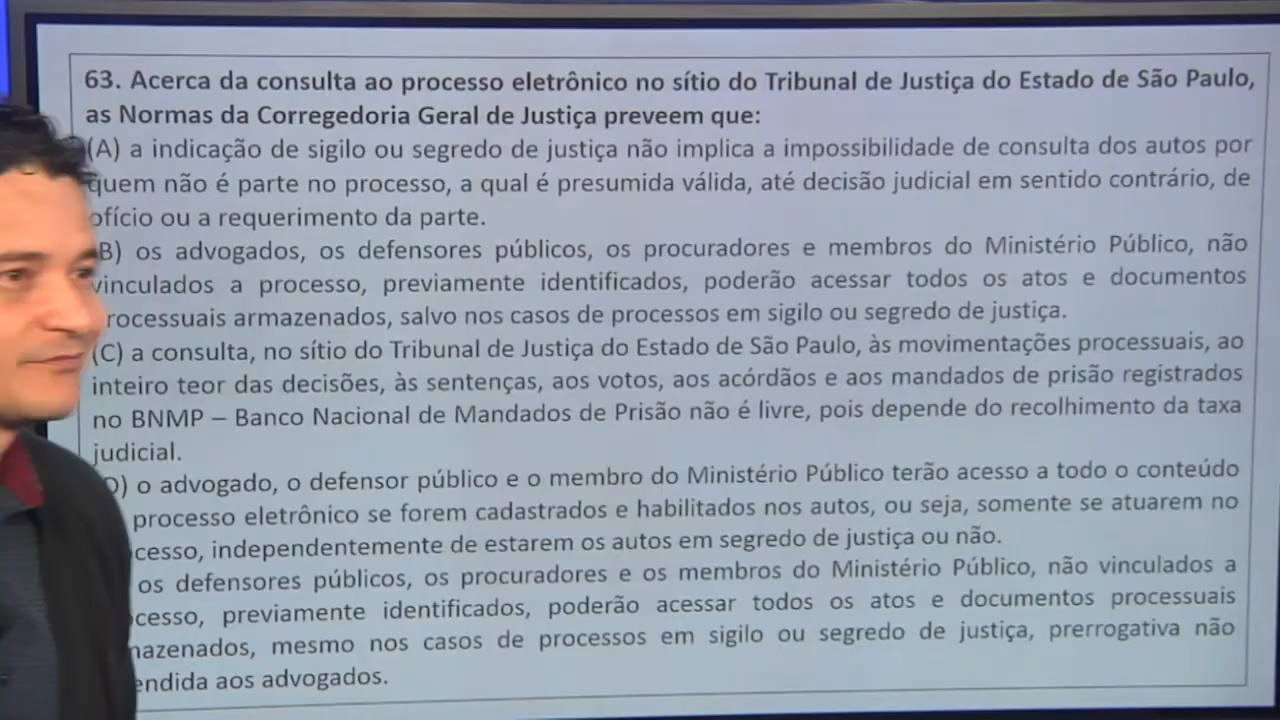 63. Acerca da consulta ao processo eletrônico no sítio do Tribunal de Justiça do Estado de São Paulo,
as Normas da Corregedoria Geral de Justiça preveem que:
(A) a indicação de sigilo ou segredo de justiça não implica a impossibilidade de consulta dos autos por
quem não é parte no processo, a qual é presumida válida, até decisão judicial em sentido contrário, de
ofício ou a requerimento da parte.
B) os advogados, os defensores públicos, os procuradores e membros do Ministério Público, não
vinculados a processo, previamente identificados, poderão acessar todos os atos e documentos
rocessuais armazenados, salvo nos casos de processos em sigilo ou segredo de justiça.
(C) a consulta, no sítio do Tribunal de Justiça do Estado de São Paulo, às movimentações processuais, ao
inteiro teor das decisões, às sentenças, aos votos, aos acórdãos e aos mandados de prisão registrados
no BNMP – Banco Nacional de Mandados de Prisão não é livre, pois depende do recolhimento da taxa
judicial.
D) o advogado, o defensor público e o membro do Ministério Público terão acesso a todo o conteúdo
processo eletrônico se forem cadastrados e habilitados nos autos, ou seja, somente se atuarem no
cesso, independentemente de estarem os autos em segredo de justiça ou não.
os defensores públicos, os procuradores e os membros do Ministério Público, não vinculados a
cesso, previamente identificados, poderão acessar todos os atos e documentos processuais
mazenados, mesmo nos casos de processos em sigilo ou segredo de justiça, prerrogativa não
endida aos advogados.